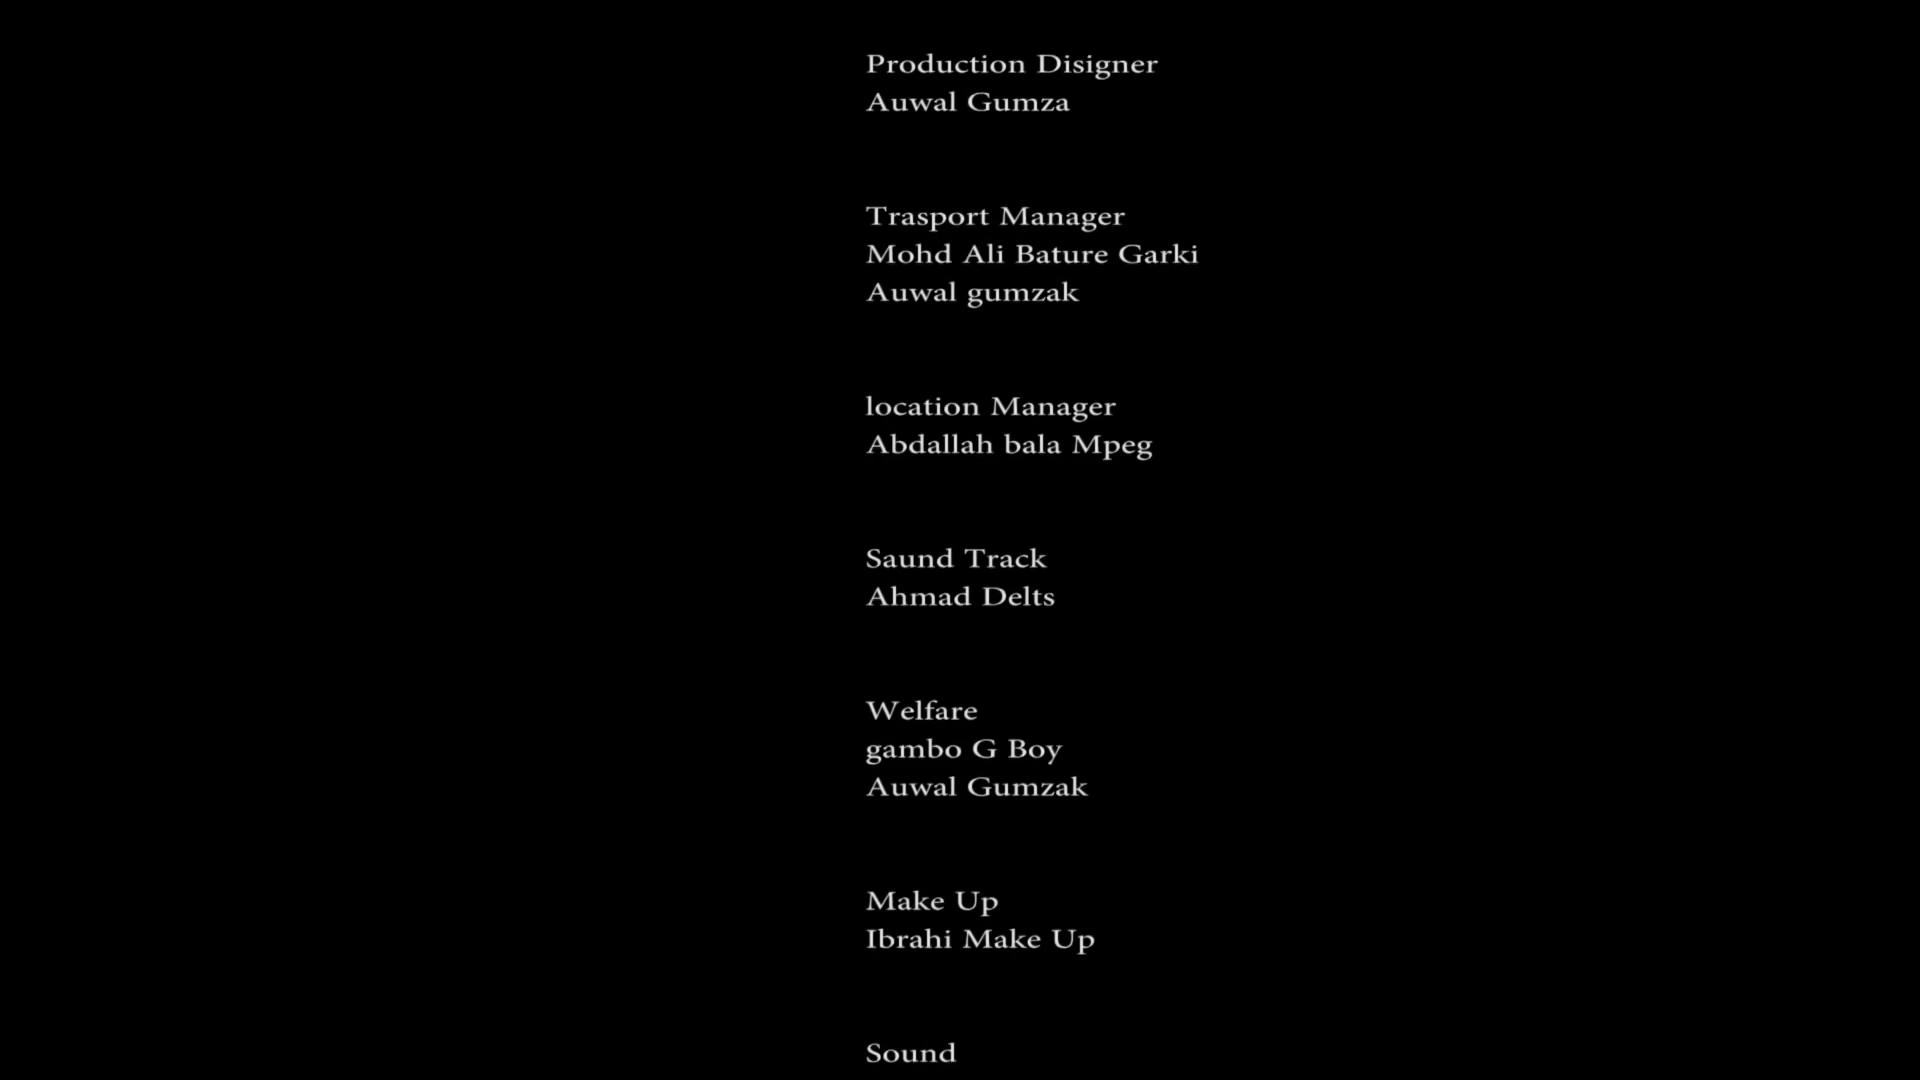 Production Disigner
Auwal Gumza
Trasport Manager
Mohd Ali Bature Garki
Auwal gumzak
location Manager
Abdallah bala Mpeg
Saund Track
Ahmad Delts
Welfare
gambo G Boy
Auwal Gumzak
Make Up
Ibrahi Make Up
Sound